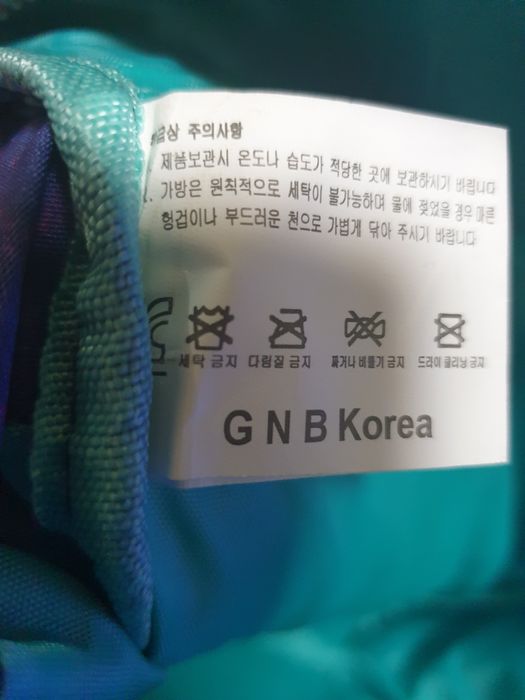 주의사항
제품보관시 온도나 습도가 적당한 곳에 보관하시기 바랍니다
가방은 원칙적으로 세탁이 불가능하며 물에 젖었을 경우 마른
헝겊이나 부드러운 천으로 가볍게 닦아 주시기 바랍니다
세탁 금지 다림질 금지 짜거나 비틀기 금지 드라이 클리닝 금지
GNB Korea